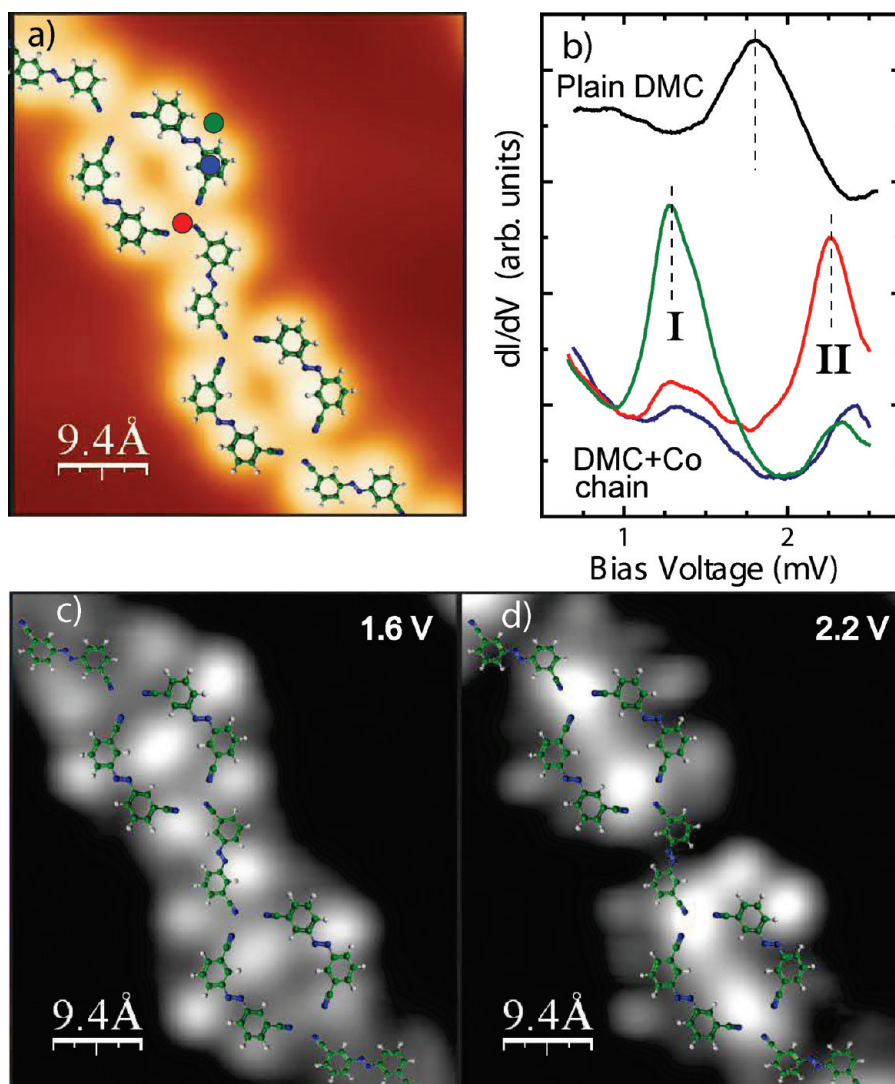 a)
9.4Å
b)
Plain DMC
I
II
DMC+Co
chain
dI/dV (arb. units)
1
2
Bias Voltage (mV)
c)
1.6 V
9.4Å
d)
2.2 V
9.4Å